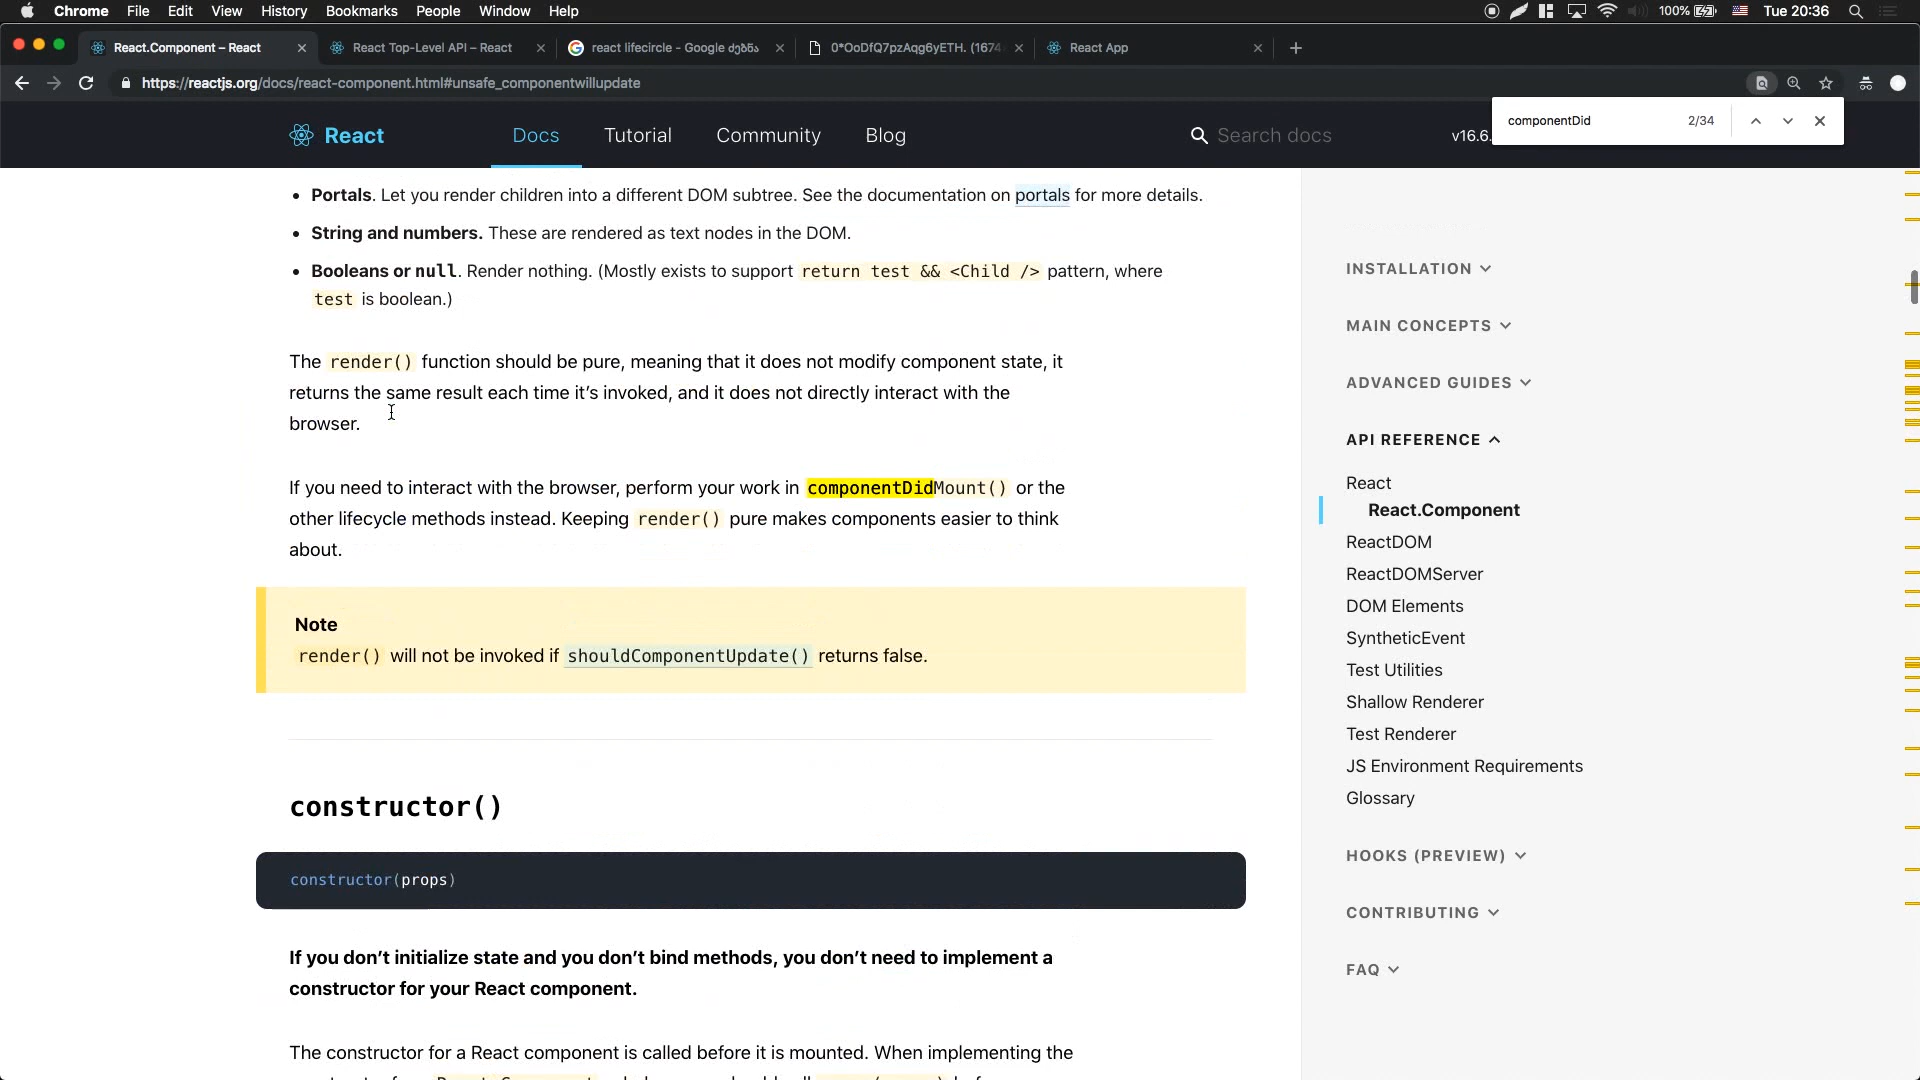 Chrome File Edit View History Bookmarks People Window Help 100% Tue 20:36
React.Component – React
React Top-Level API – React
react lifecircle - Google ძებნა
0*OoDfQ7pzAqg6yETH. (1674
React App
https://reactjs.org/docs/react-component.html#unsafe_componentwillupdate
componentDid 2/34
React Docs Tutorial Community Blog Search docs v16.6.
• Portals. Let you render children into a different DOM subtree. See the documentation on portals for more details.
• String and numbers. These are rendered as text nodes in the DOM.
• Booleans or null. Render nothing. (Mostly exists to support return test && <Child /> pattern, where
test is boolean.)
The render() function should be pure, meaning that it does not modify component state, it
returns the same result each time it’s invoked, and it does not directly interact with the
browser.
If you need to interact with the browser, perform your work in componentDidMount() or the
other lifecycle methods instead. Keeping render() pure makes components easier to think
about.
Note
render() will not be invoked if shouldComponentUpdate() returns false.
constructor()
constructor(props)
If you don’t initialize state and you don’t bind methods, you don’t need to implement a
constructor for your React component.
The constructor for a React component is called before it is mounted. When implementing the
INSTALLATION
MAIN CONCEPTS
ADVANCED GUIDES
API REFERENCE
React
React.Component
ReactDOM
ReactDOMServer
DOM Elements
SyntheticEvent
Test Utilities
Shallow Renderer
Test Renderer
JS Environment Requirements
Glossary
HOOKS (PREVIEW)
CONTRIBUTING
FAQ